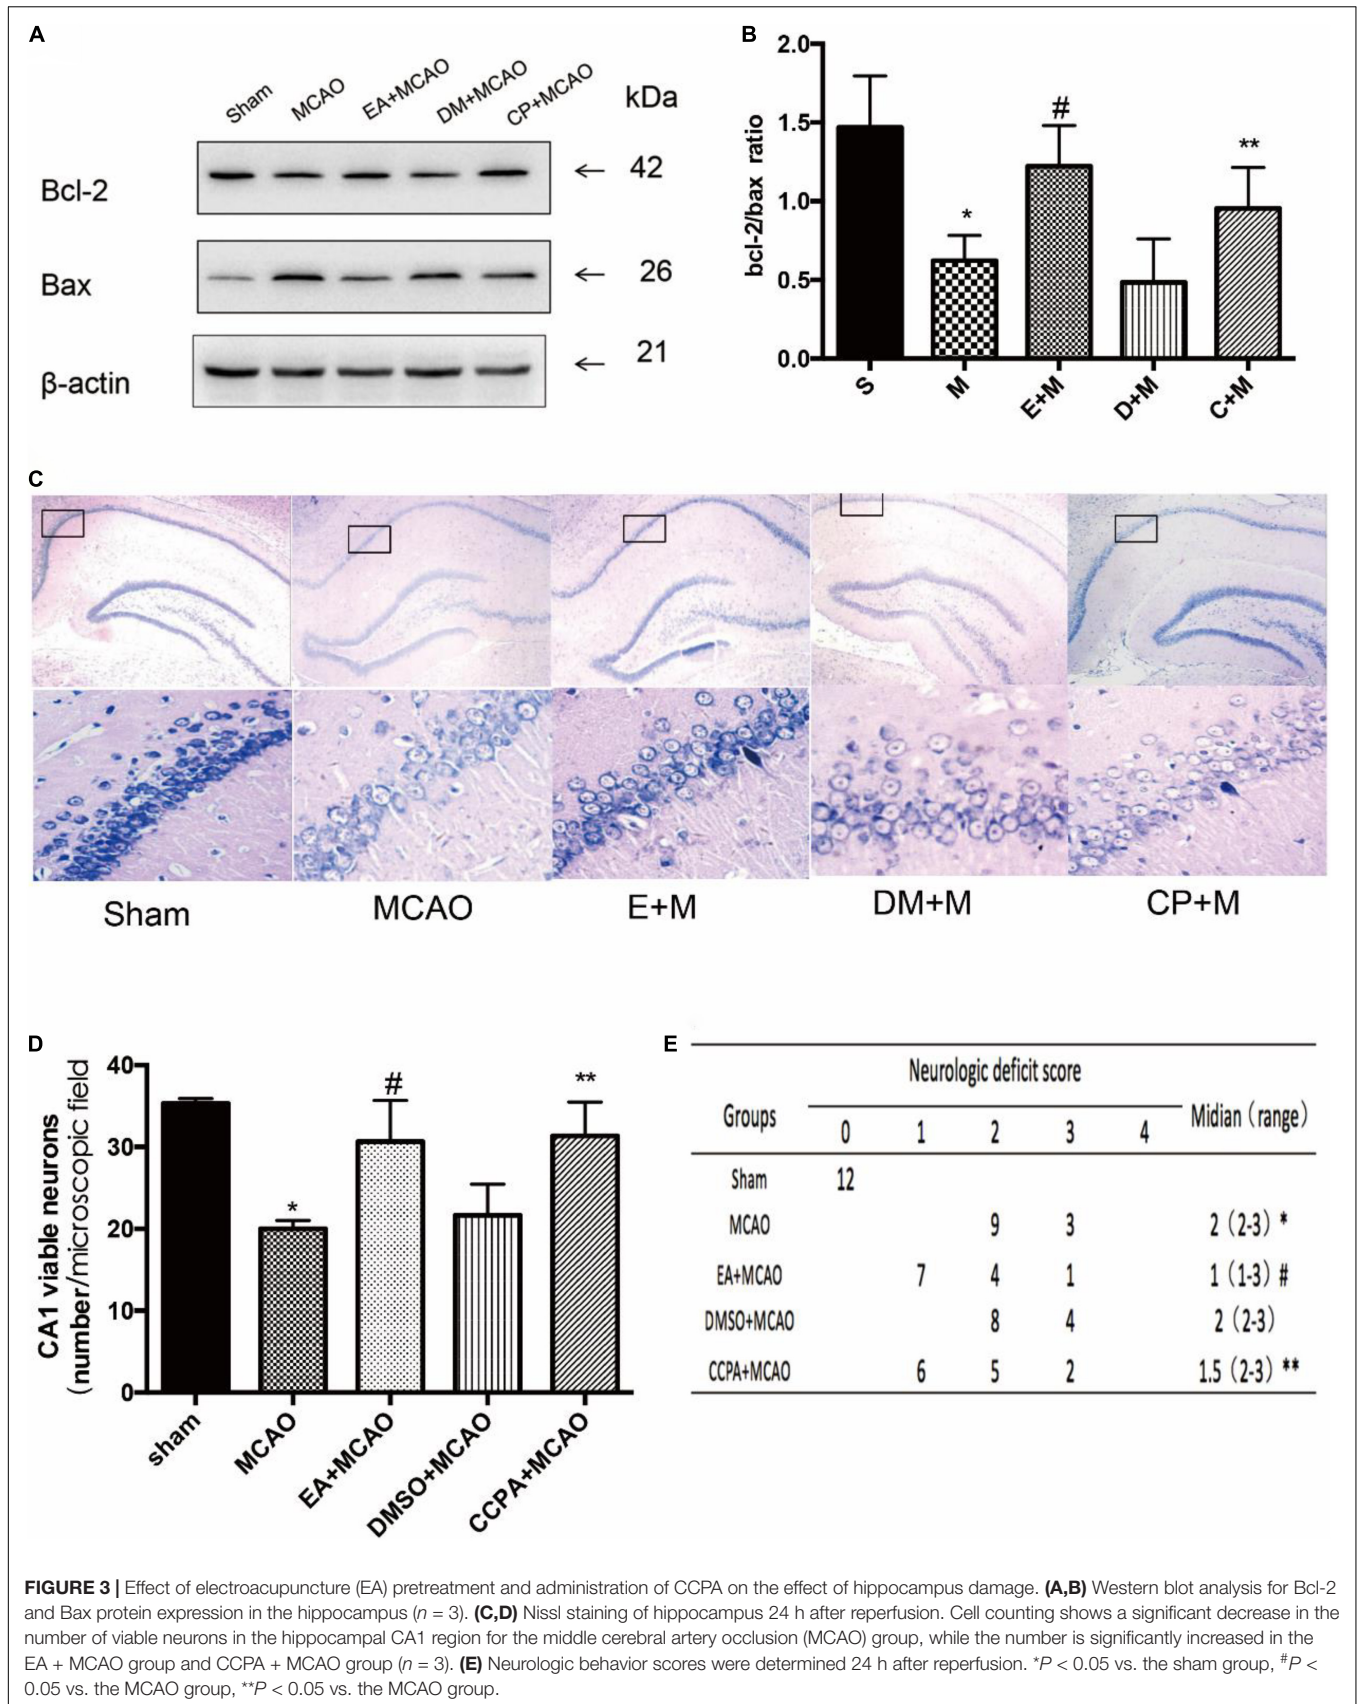 A
Sham MCAO EA+MCAO DM+MCAO CP+MCAO kDa
Bcl-2 42
Bax 26
β-actin 21
B
bcl-2/bax ratio
2.0
1.5
1.0
0.5
0.0
* # **
S M E+M D+M C+M
C
Sham MCAO E+M DM+M CP+M
D
CA1 viable neurons
(number/microscopic field
40
30
20
10
0
* # **
sham MCAO EA+MCAO DMSO+MCAO CCPA+MCAO
E
Neurologic deficit score
Groups 0 1 2 3 4 Midian (range)
Sham 12
MCAO 9 3 2 (2-3) *
EA+MCAO 7 4 1 1 (1-3) #
DMSO+MCAO 8 4 2 (2-3)
CCPA+MCAO 6 5 2 1.5 (2-3) **
FIGURE 3 | Effect of electroacupuncture (EA) pretreatment and administration of CCPA on the effect of hippocampus damage. (A,B) Western blot analysis for Bcl-2
and Bax protein expression in the hippocampus (n = 3). (C,D) Nissl staining of hippocampus 24 h after reperfusion. Cell counting shows a significant decrease in the
number of viable neurons in the hippocampal CA1 region for the middle cerebral artery occlusion (MCAO) group, while the number is significantly increased in the
EA + MCAO group and CCPA + MCAO group (n = 3). (E) Neurologic behavior scores were determined 24 h after reperfusion. *P < 0.05 vs. the sham group, #P <
0.05 vs. the MCAO group, **P < 0.05 vs. the MCAO group.